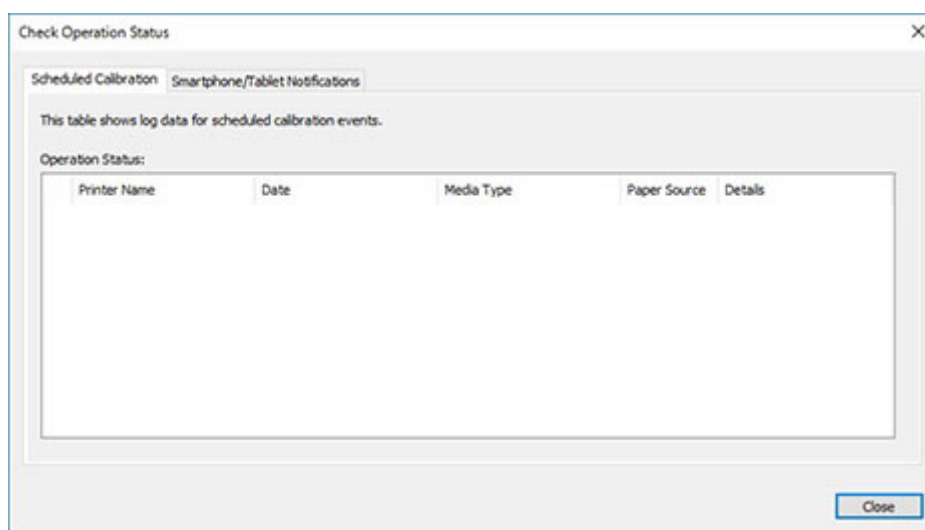 Check Operation Status
Scheduled Calibration Smartphone/Tablet Notifications
This table shows log data for scheduled calibration events.
Operation Status:
Printer Name Date Media Type Paper Source Details
Close